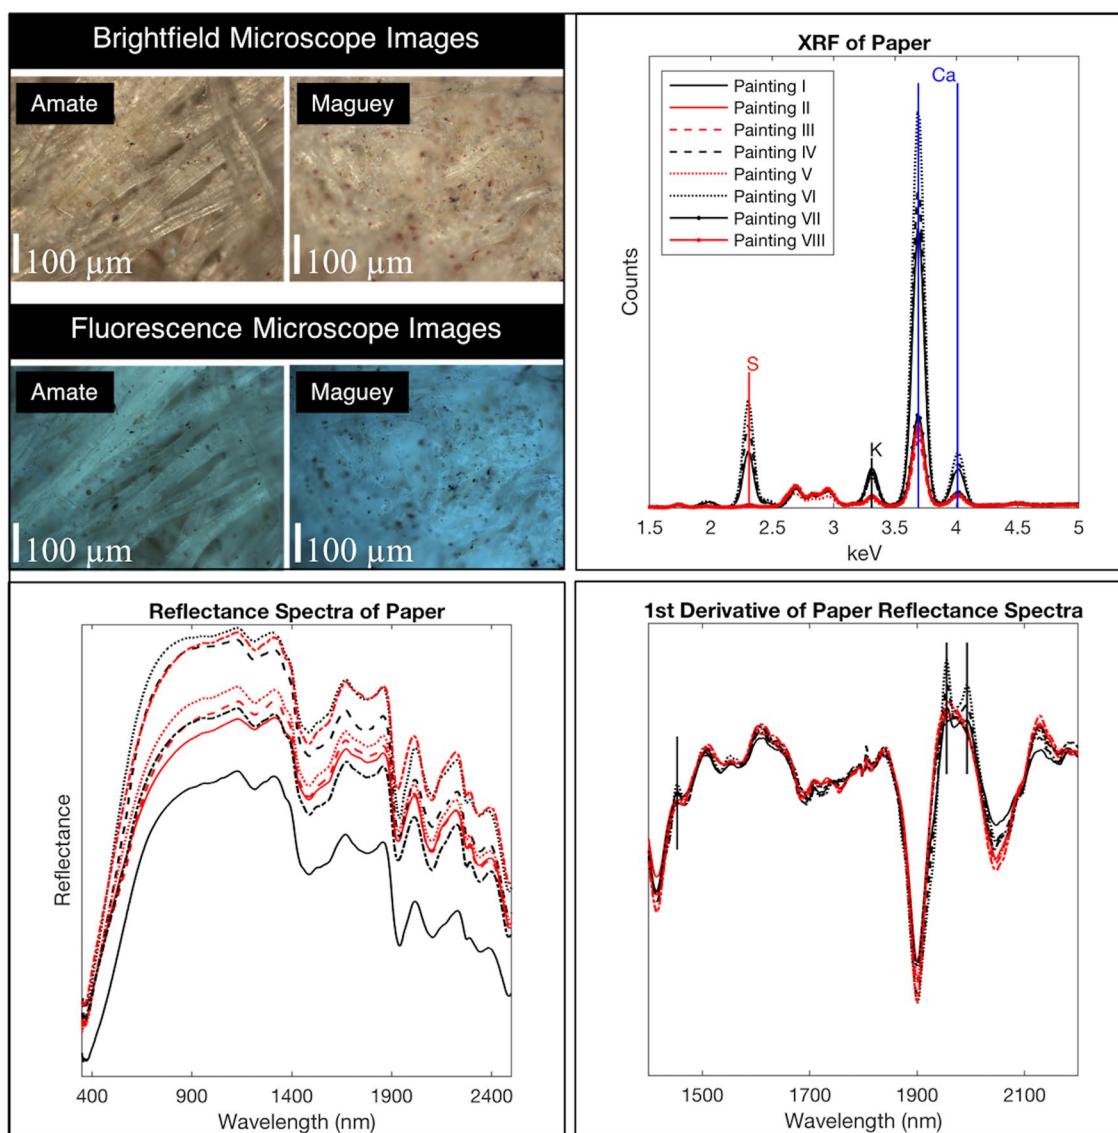 Brightfield Microscope Images
Amate
Maguey
100 µm
100 µm
Fluorescence Microscope Images
Amate
Maguey
100 µm
100 µm
XRF of Paper
Painting I
Painting II
Painting III
Painting IV
Painting V
Painting VI
Painting VII
Painting VIII
Ca
S
K
Counts
1.5 2 2.5 3 3.5 4 4.5 5
keV
Reflectance Spectra of Paper
Reflectance
400 900 1400 1900 2400
Wavelength (nm)
1st Derivative of Paper Reflectance Spectra
1500 1700 1900 2100
Wavelength (nm)